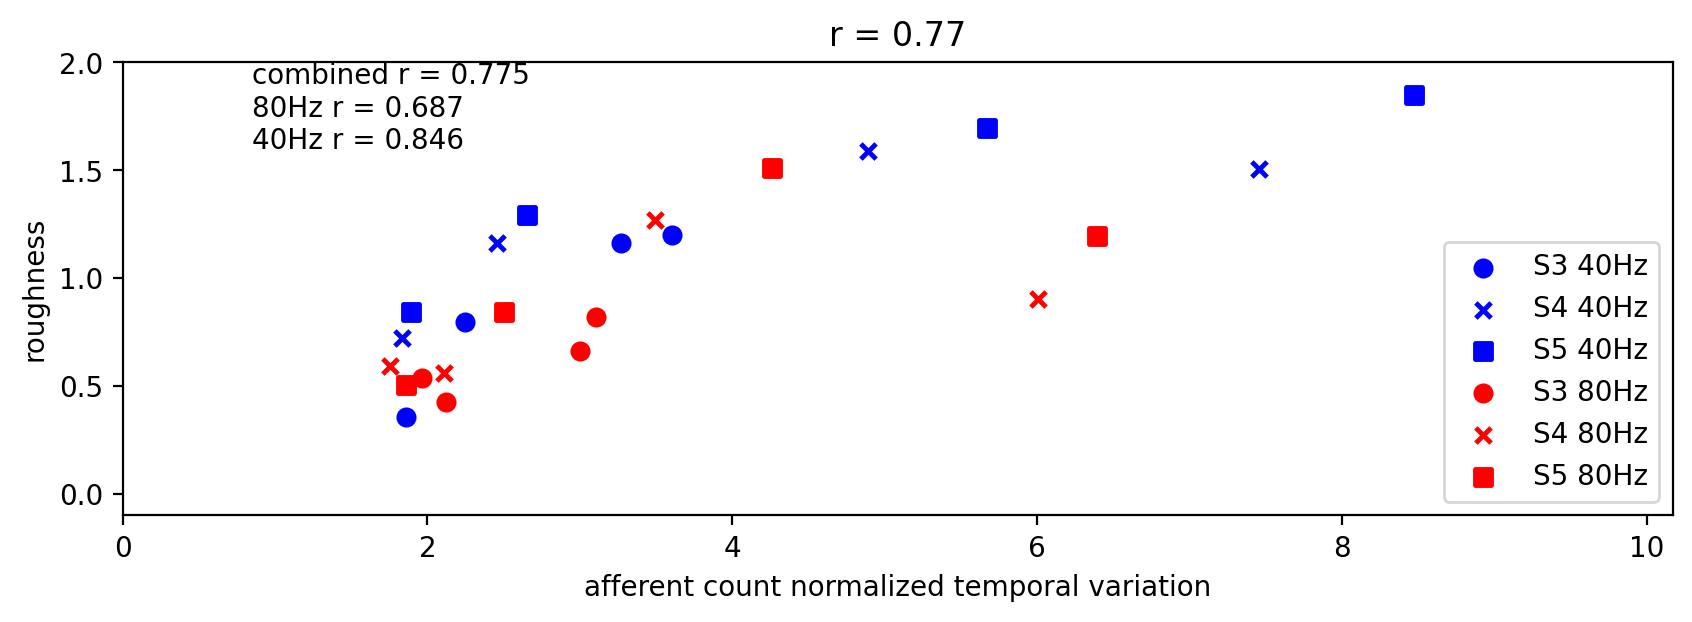 r = 0.77
combined r = 0.775
80Hz r = 0.687
40Hz r = 0.846
2.0
1.5
1.0
0.5
0.0
roughness
S3 40Hz
S4 40Hz
S5 40Hz
S3 80Hz
S4 80Hz
S5 80Hz
0 2 4 6 8 10
afferent count normalized temporal variation